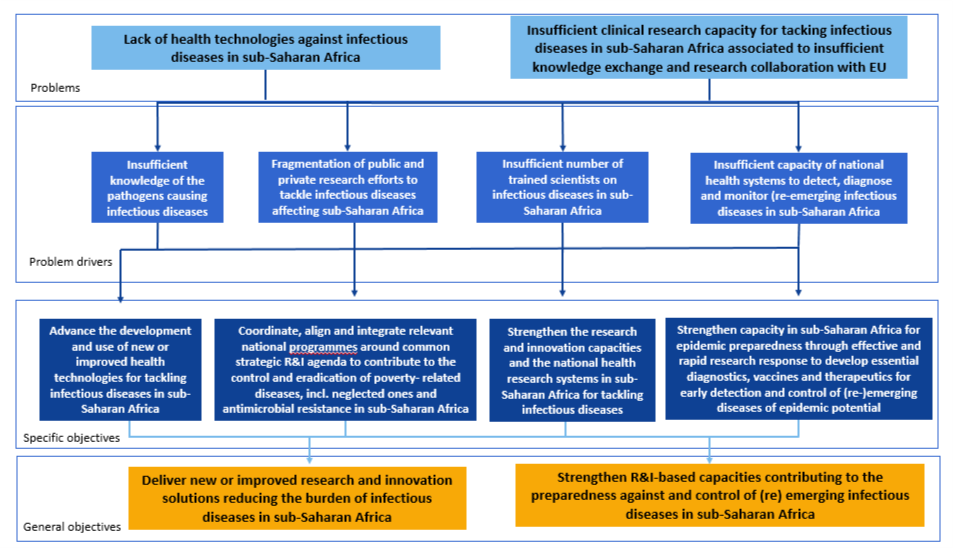 Lack of health technologies against infectious
diseases in sub-Saharan Africa
Insufficient clinical research capacity for tacking infectious
diseases in sub-Saharan Africa associated to insufficient
knowledge exchange and research collaboration with EU
Problems
Insufficient
knowledge of the
pathogens causing
infectious diseases
Fragmentation of public and
private research efforts to
tackle infectious diseases
affecting sub-Saharan Africa
Insufficient number of
trained scientists on
infectious diseases in sub-
Saharan Africa
Insufficient capacity of national
health systems to detect, diagnose
and monitor (re-emerging infectious
diseases in sub-Saharan Africa
Problem drivers
Advance the development
and use of new or
improved health
technologies for tackling
infectious diseases in sub-
Saharan Africa
Coordinate, align and integrate relevant
national programmes around common
strategic R&I agenda to contribute to the
control and eradication of poverty- related
diseases, incl. neglected ones and
antimicrobial resistance in sub-Saharan Africa
Strengthen the research
and innovation capacities
and the national health
research systems in sub-
Saharan Africa for tackling
infectious diseases
Strengthen capacity in sub-Saharan Africa for
epidemic preparedness through effective and
rapid research response to develop essential
diagnostics, vaccines and therapeutics for
early detection and control of (re-)emerging
diseases of epidemic potential
Specific objectives
Deliver new or improved research and innovation
solutions reducing the burden of infectious
diseases in sub-Saharan Africa
Strengthen R&I-based capacities contributing to the
preparedness against and control of (re) emerging infectious
diseases in sub-Saharan Africa
General objectives